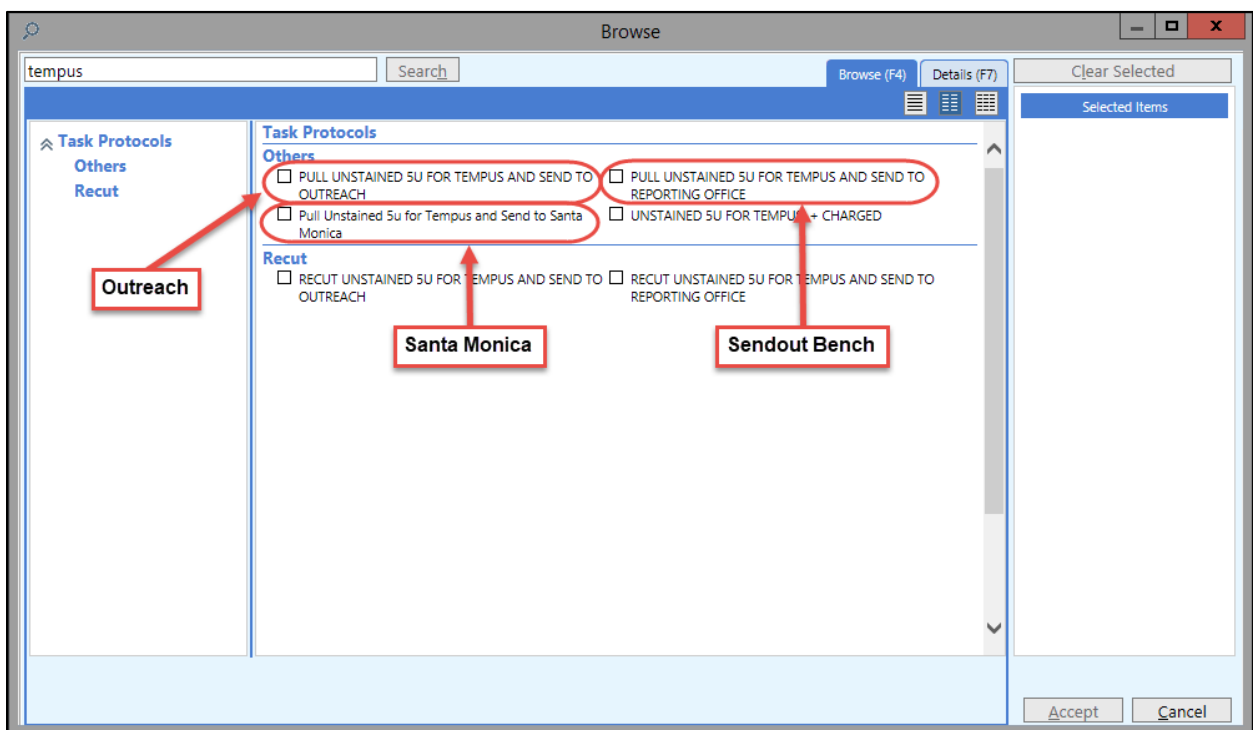 Browse
tempus
Search
Browse (F4)
Details (F7)
Clear Selected
Selected Items
Task Protocols
Others
Recut
Task Protocols
Others
PULL UNSTAINED 5U FOR TEMPUS AND SEND TO
OUTREACH
PULL UNSTAINED 5U FOR TEMPUS AND SEND TO
REPORTING OFFICE
Pull Unstained 5u for Tempus and Send to Santa
Monica
UNSTAINED 5U FOR TEMPUS + CHARGED
Recut
RECUT UNSTAINED 5U FOR TEMPUS AND SEND TO
OUTREACH
RECUT UNSTAINED 5U FOR TEMPUS AND SEND TO
REPORTING OFFICE
Outreach
Santa Monica
Sendout Bench
Accept
Cancel